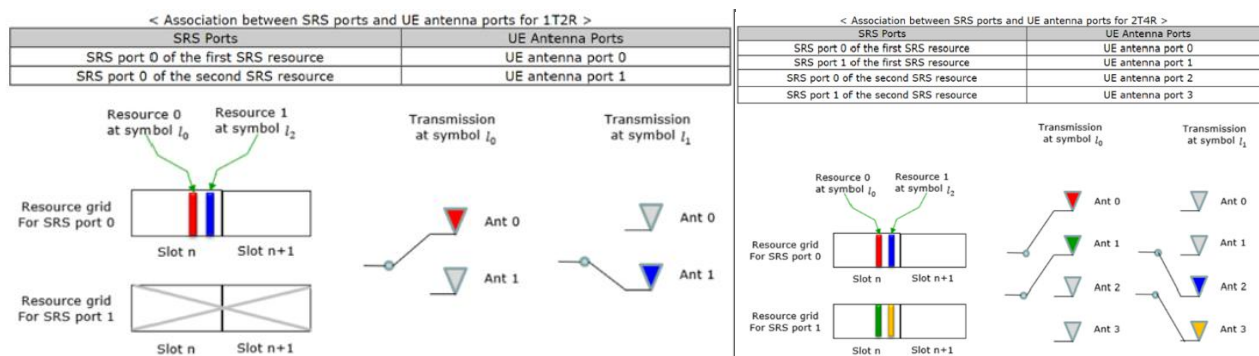 < Association between SRS ports and UE antenna ports for 1T2R >
SRS Ports UE Antenna Ports
SRS port 0 of the first SRS resource UE antenna port 0
SRS port 0 of the second SRS resource UE antenna port 1
Resource 0 at symbol l0
Resource 1 at symbol l2
Transmission at symbol l0
Transmission at symbol l1
Resource grid
For SRS port 0
Slot n Slot n+1
Ant 0
Ant 1
Ant 0
Ant 1
Resource grid
For SRS port 1
Slot n Slot n+1
< Association between SRS ports and UE antenna ports for 2T4R >
SRS Ports UE Antenna Ports
SRS port 0 of the first SRS resource UE antenna port 0
SRS port 1 of the first SRS resource UE antenna port 1
SRS port 0 of the second SRS resource UE antenna port 2
SRS port 1 of the second SRS resource UE antenna port 3
Transmission at symbol l0
Transmission at symbol l1
Resource 0 at symbol l0
Resource 1 at symbol l2
Resource grid
For SRS port 0
Slot n Slot n+1
Resource grid
For SRS port 1
Slot n Slot n+1
Ant 0
Ant 1
Ant 2
Ant 3
Ant 0
Ant 1
Ant 2
Ant 3